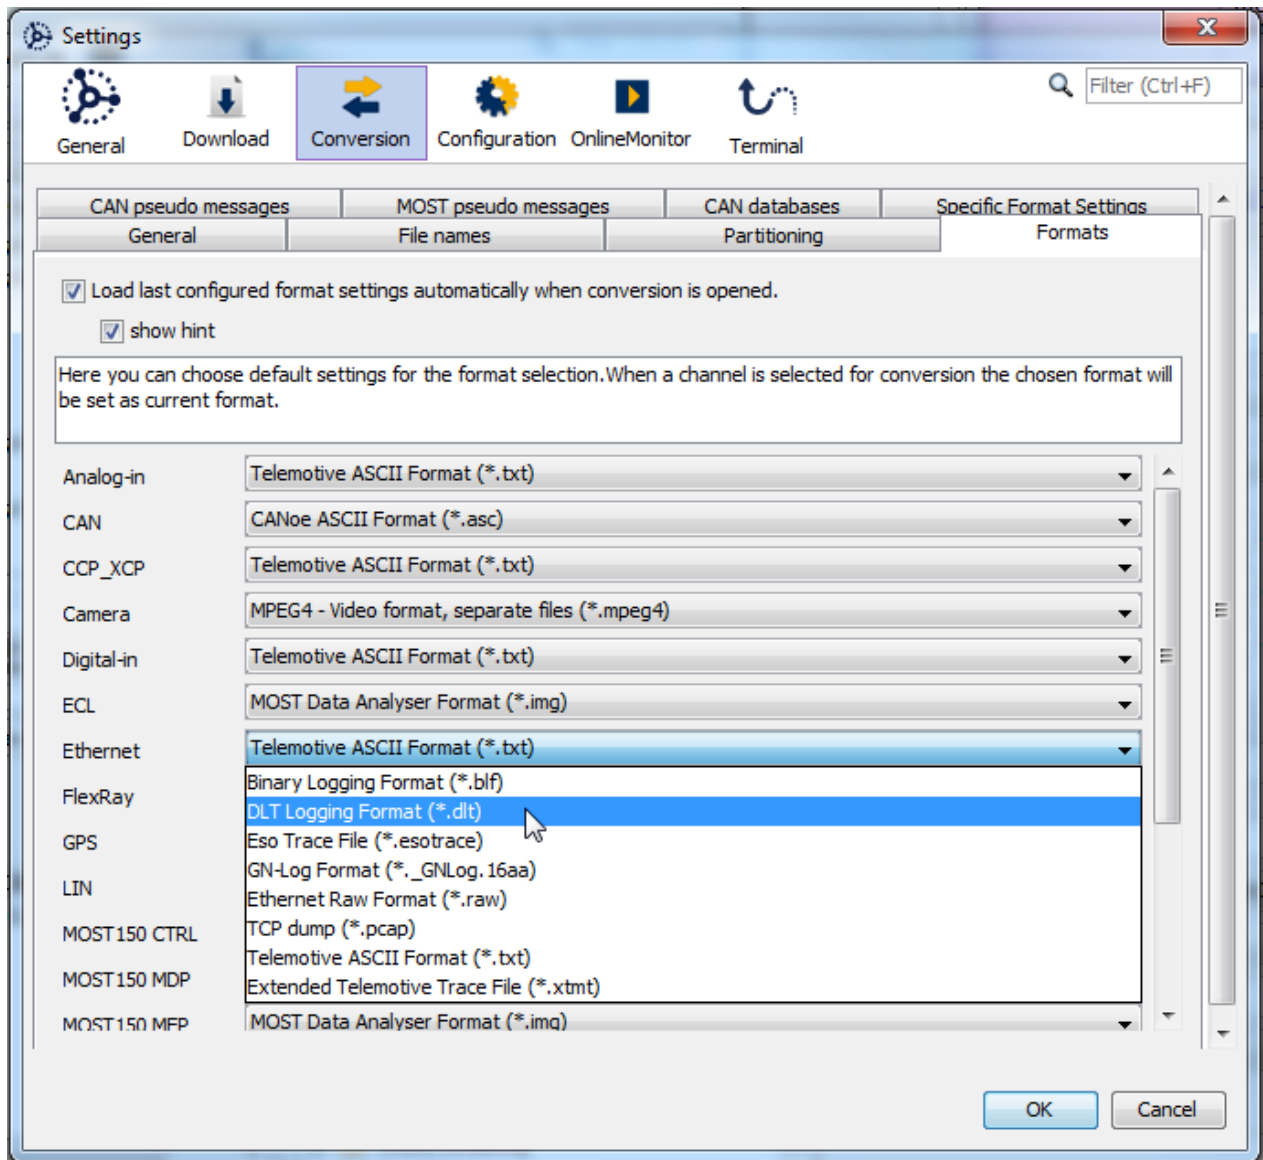 Settings
Filter (Ctrl+F)
General
Download
Conversion
Configuration
OnlineMonitor
Terminal
CAN pseudo messages
MOST pseudo messages
CAN databases
Specific Format Settings
General
File names
Partitioning
Formats
Load last configured format settings automatically when conversion is opened.
show hint
Here you can choose default settings for the format selection.When a channel is selected for conversion the chosen format will
be set as current format.
Analog-in
Telemotive ASCII Format (*.txt)
CAN
CANoe ASCII Format (*.asc)
CCP_XCP
Telemotive ASCII Format (*.txt)
Camera
MPEG4 - Video format, separate files (*.mpeg4)
Digital-in
Telemotive ASCII Format (*.txt)
ECL
MOST Data Analyser Format (*.img)
Ethernet
Telemotive ASCII Format (*.txt)
Binary Logging Format (*.blf)
FlexRay
DLT Logging Format (*.dlt)
GPS
Eso Trace File (*.esotrace)
GN-Log Format (*._GNLog.16aa)
LIN
Ethernet Raw Format (*.raw)
MOST150 CTRL
TCP dump (*.pcap)
Telemotive ASCII Format (*.txt)
MOST150 MDP
Extended Telemotive Trace File (*.xtmt)
MOST150 MEP
MOST Data Analyser Format (*.img)
OK
Cancel